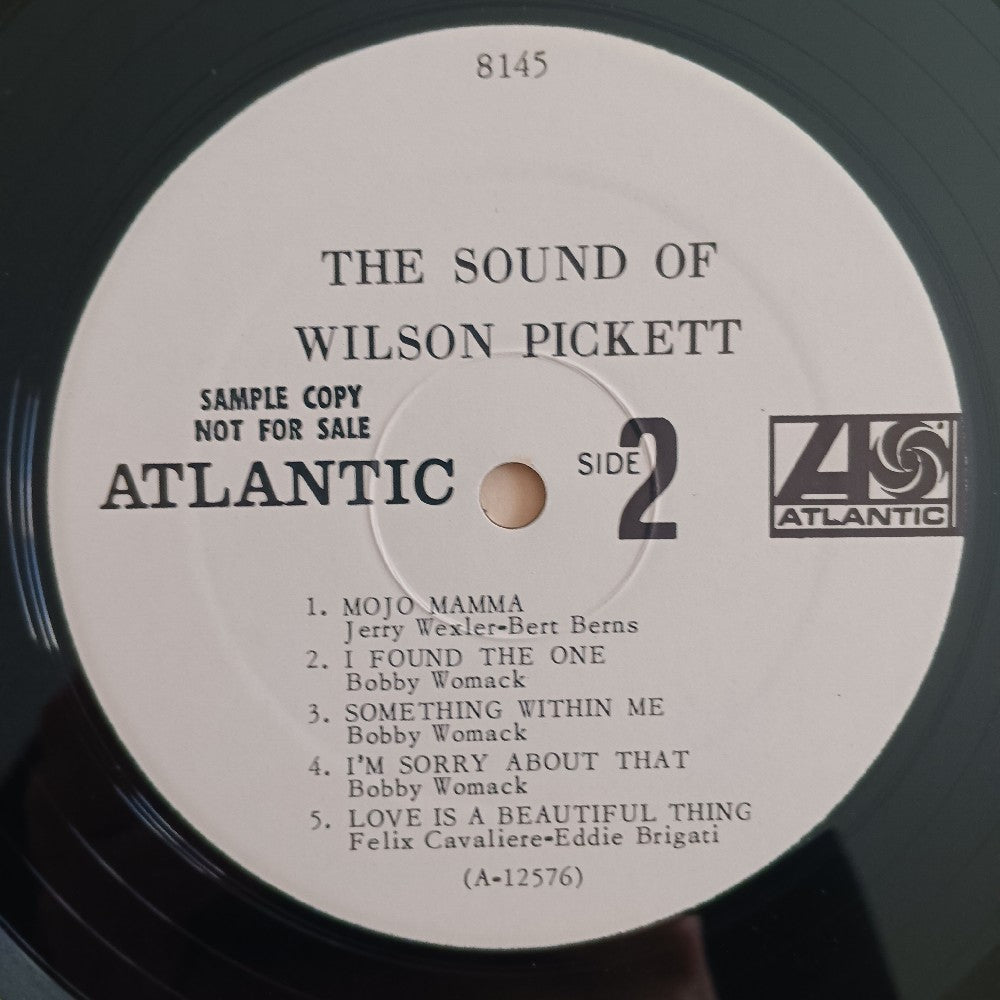 8145
THE SOUND OF
WILSON PICKETT
SAMPLE COPY
NOT FOR SALE
ATLANTIC
SIDE 2
ATLANTIC
1. MOJO MAMMA
Jerry Wexler-Bert Berns
2. I FOUND THE ONE
Bobby Womack
3. SOMETHING WITHIN ME
Bobby Womack
4. I'M SORRY ABOUT THAT
Bobby Womack
5. LOVE IS A BEAUTIFUL THING
Felix Cavaliere-Eddie Brigati
(A-12576)